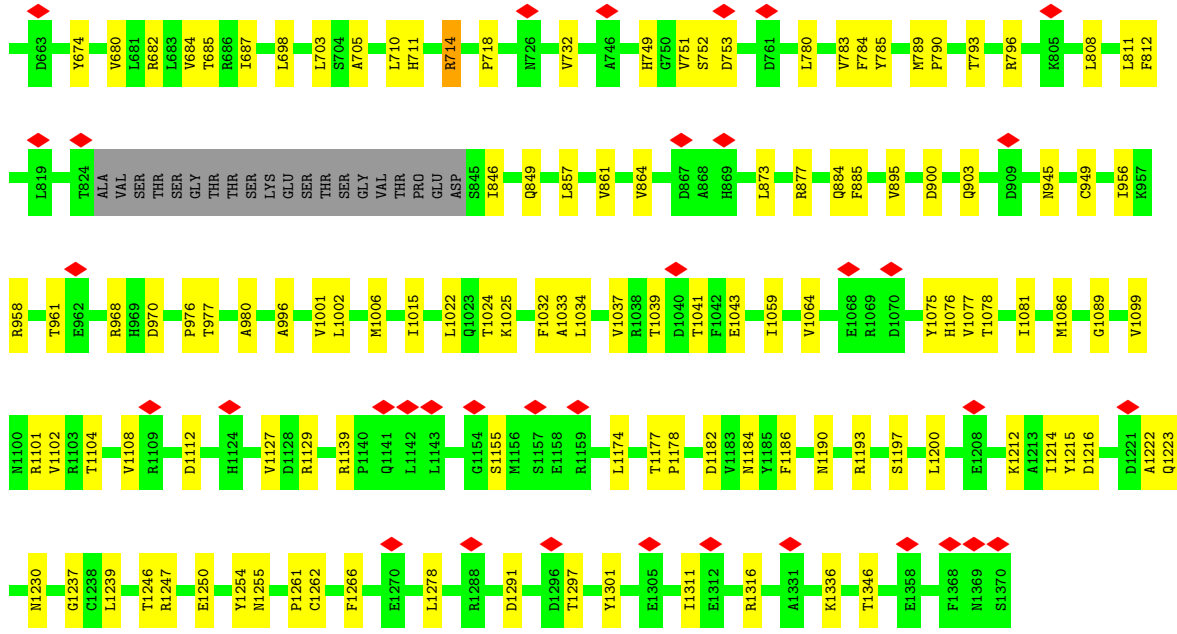 D663 Y674 V680 L681 R682 L683 V684 T685 R686 I687 L698 L703 S704 A705 L710 H711 R714 P718 N726 V732 A746 H749 G750 V751 S752 D753 D761 L780 V783 F784 Y785 M789 P790 T793 R796 K805 L808 L811 F812
L819 T824 ALA VAL SER THR SER GLY THR THR SER LYS GLU SER THR SER GLY VAL THR PRO GLU ASP S845 I846 Q849 L857 V861 V864 D867 A868 H869 L873 R877 Q884 F885 V895 D900 Q903 D909 N945 C949 I956 K957
R958 T961 E962 R968 H969 D970 P976 T977 A980 A996 V1001 L1002 M1006 I1015 L1022 Q1023 T1024 K1025 F1032 A1033 L1034 V1037 R1038 T1039 D1040 T1041 F1042 E1043 I1059 V1064 E1068 R1069 D1070 Y1075 H1076 V1077 T1078 I1081 M1086 G1089 V1099
N1100 R1101 V1102 R1103 T1104 V1108 R1109 D1112 H1124 V1127 D1128 R1129 R1139 P1140 Q1141 L1142 L1143 G1154 S1155 M1156 S1157 E1158 R1159 L1174 T1177 P1178 D1182 V1183 N1184 Y1185 F1186 N1190 R1193 S1197 L1200 E1208 K1212 A1213 I1214 Y1215 D1216 D1221 A1222 Q1223
N1230 G1237 C1238 L1239 T1246 R1247 E1250 Y1254 N1255 P1261 C1262 F1266 E1270 L1278 R1288 D1291 D1296 T1297 Y1301 E1305 I1311 E1312 R1316 A1331 K1336 T1346 E1358 F1368 N1369 S1370